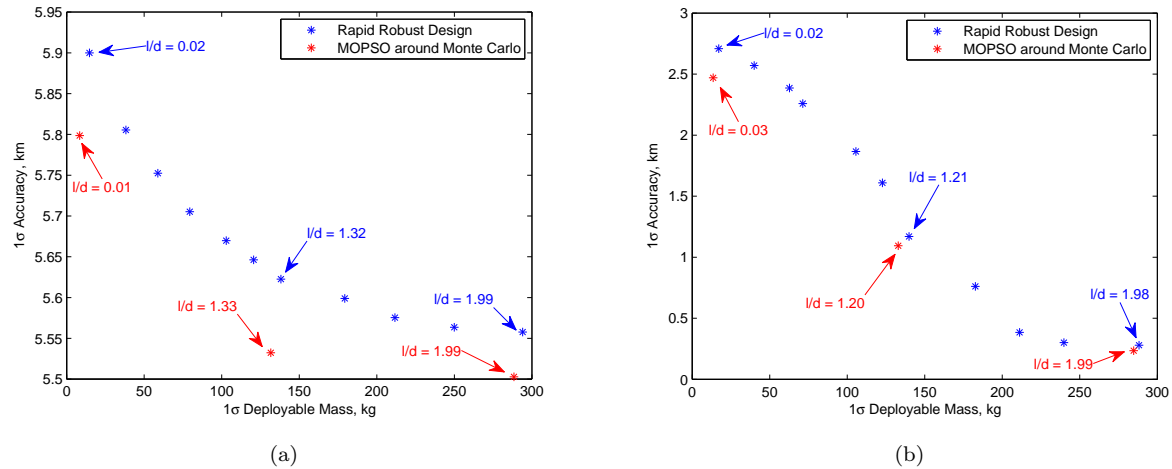 5.95
5.9
5.85
5.8
5.75
5.7
5.65
5.6
5.55
5.5
1σ Accuracy, km
Rapid Robust Design
MOPSO around Monte Carlo
l/d = 0.02
l/d = 0.01
l/d = 1.32
l/d = 1.33
l/d = 1.99
l/d = 1.99
0 50 100 150 200 250 300
1σ Deployable Mass, kg
(a)
3
2.5
2
1.5
1
0.5
0
1σ Accuracy, km
Rapid Robust Design
MOPSO around Monte Carlo
l/d = 0.02
l/d = 0.03
l/d = 1.21
l/d = 1.20
l/d = 1.98
l/d = 1.99
0 50 100 150 200 250 300
1σ Deployable Mass, kg
(b)